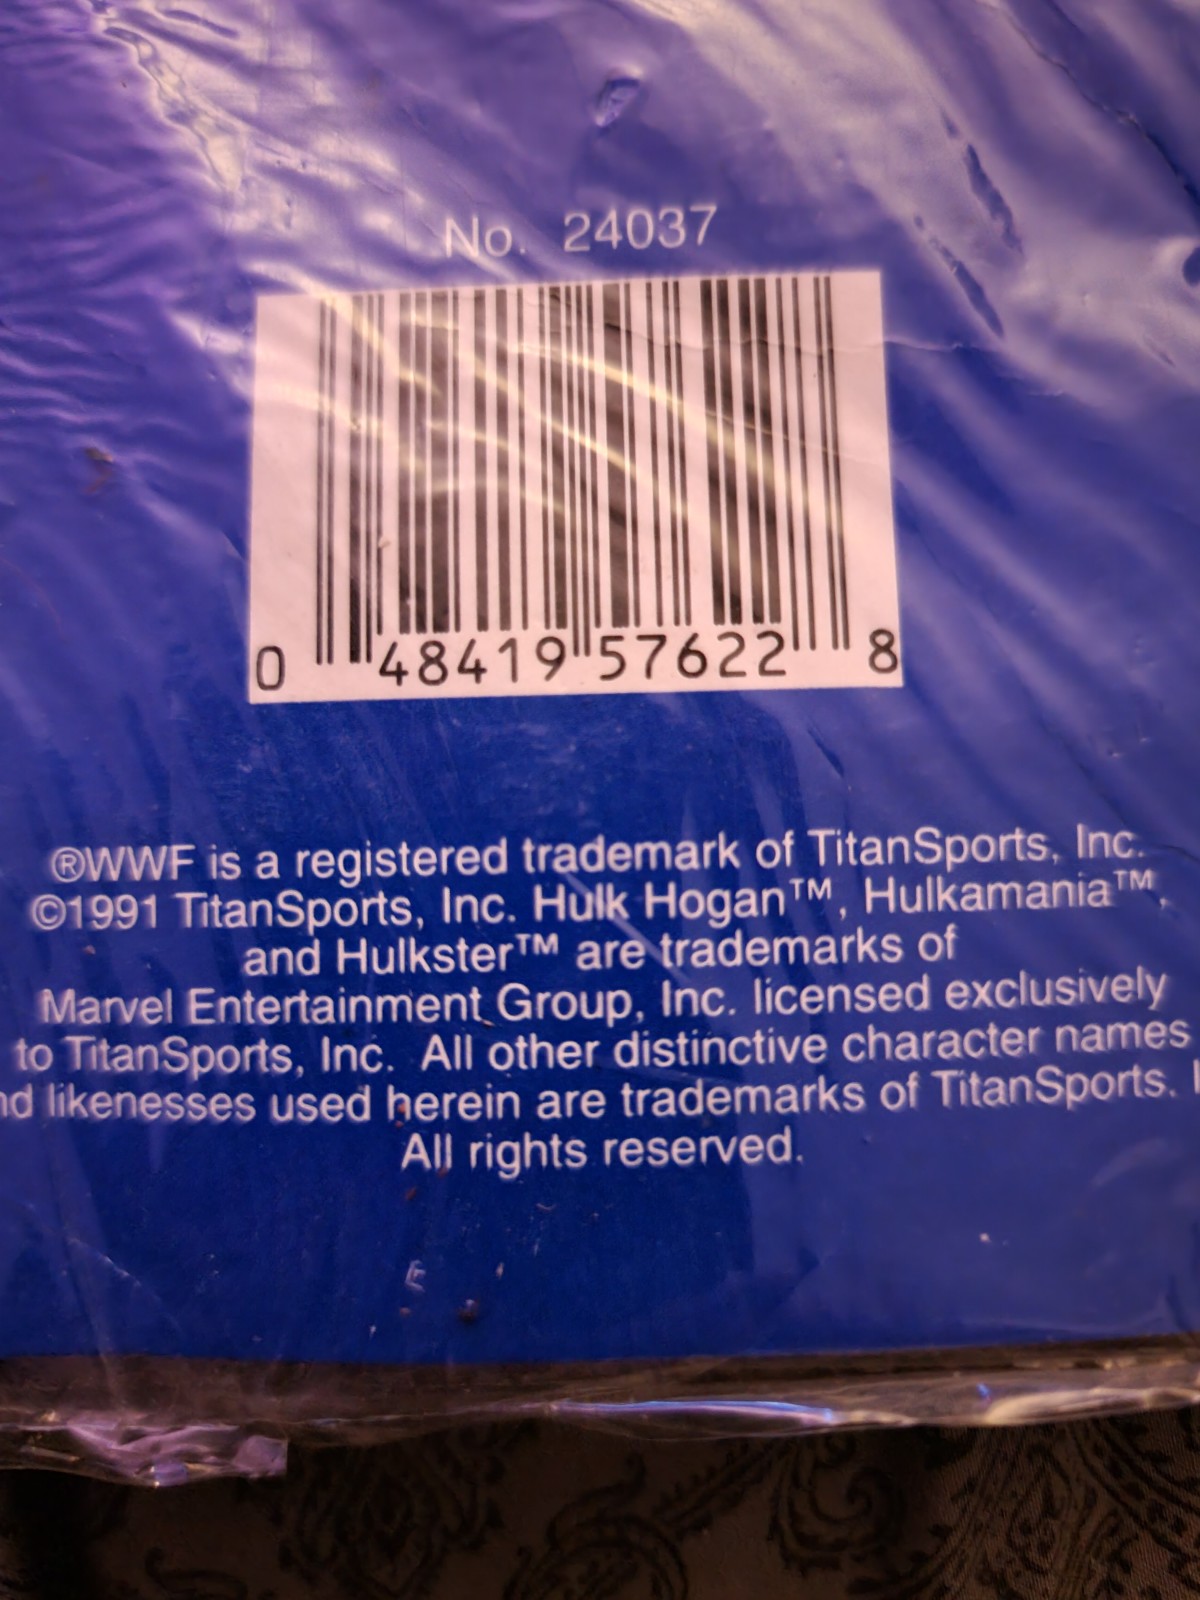 No. 24037
0 48419 57622 8
®WWF is a registered trademark of TitanSports, Inc.
©1991 TitanSports, Inc. Hulk Hogan™, Hulkamania™,
and Hulkster™ are trademarks of
Marvel Entertainment Group, Inc. licensed exclusively
to TitanSports, Inc. All other distinctive character names
likenesses used herein are trademarks of TitanSports.
All rights reserved.